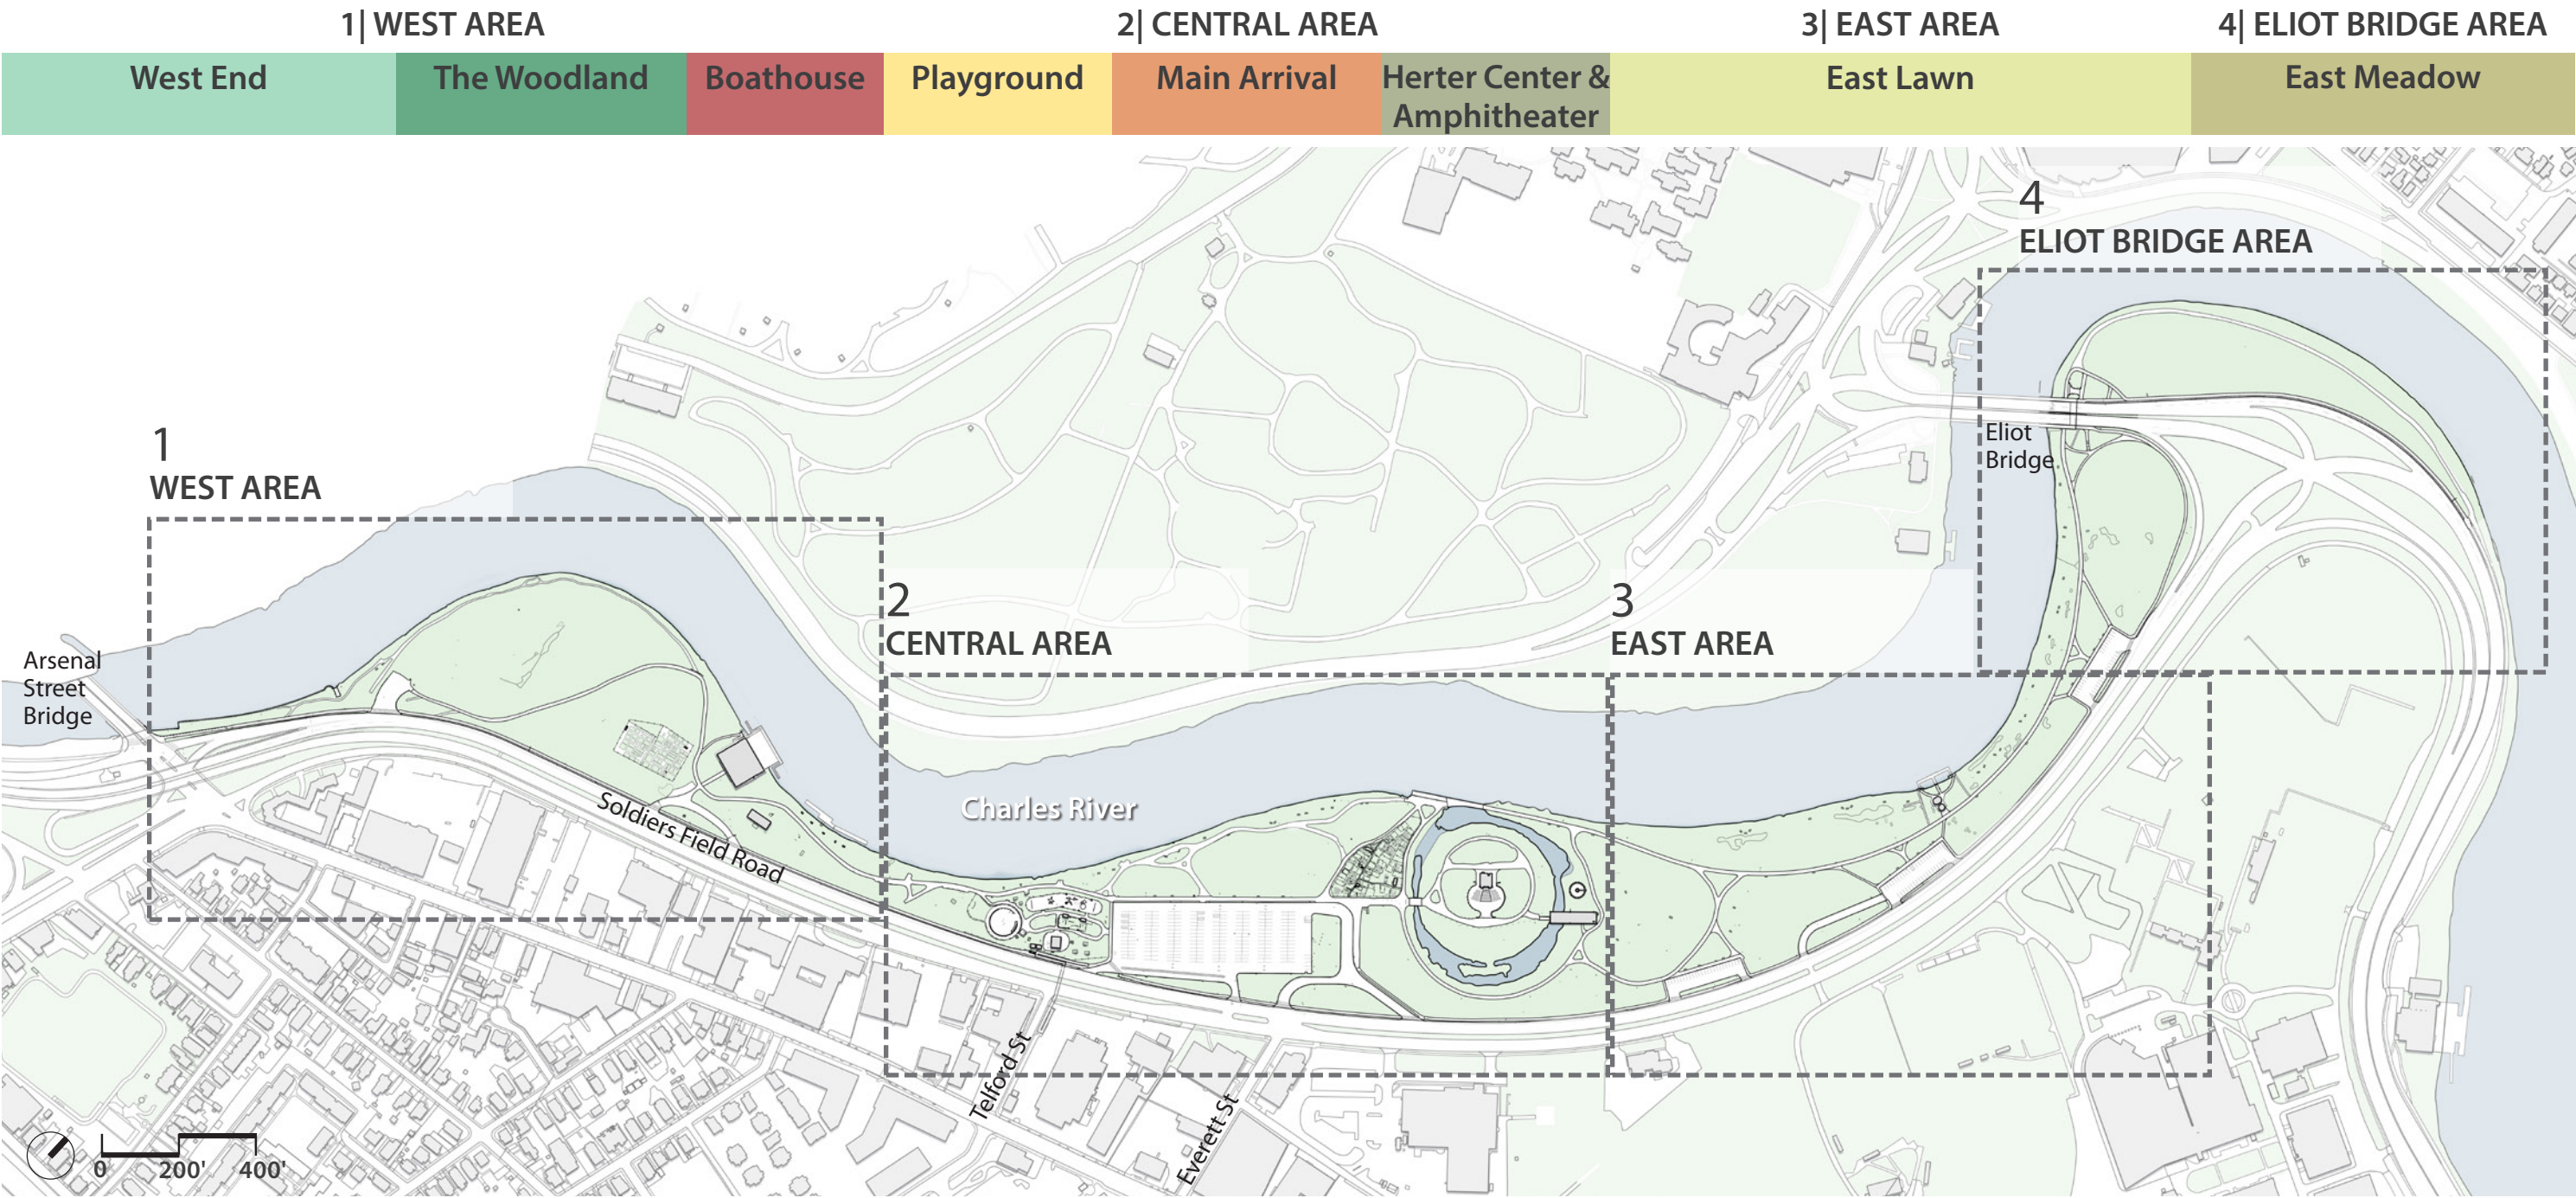 1| WEST AREA
2| CENTRAL AREA
3| EAST AREA
4| ELIOT BRIDGE AREA
West End
The Woodland
Boathouse
Playground
Main Arrival
Herter Center &
Amphitheater
East Lawn
East Meadow
4
ELIOT BRIDGE AREA
1
WEST AREA
Eliot
Bridge
2
CENTRAL AREA
3
EAST AREA
Arsenal
Street
Bridge
Charles River
Soldiers Field Road
Telford St
Everett St
0 200' 400'